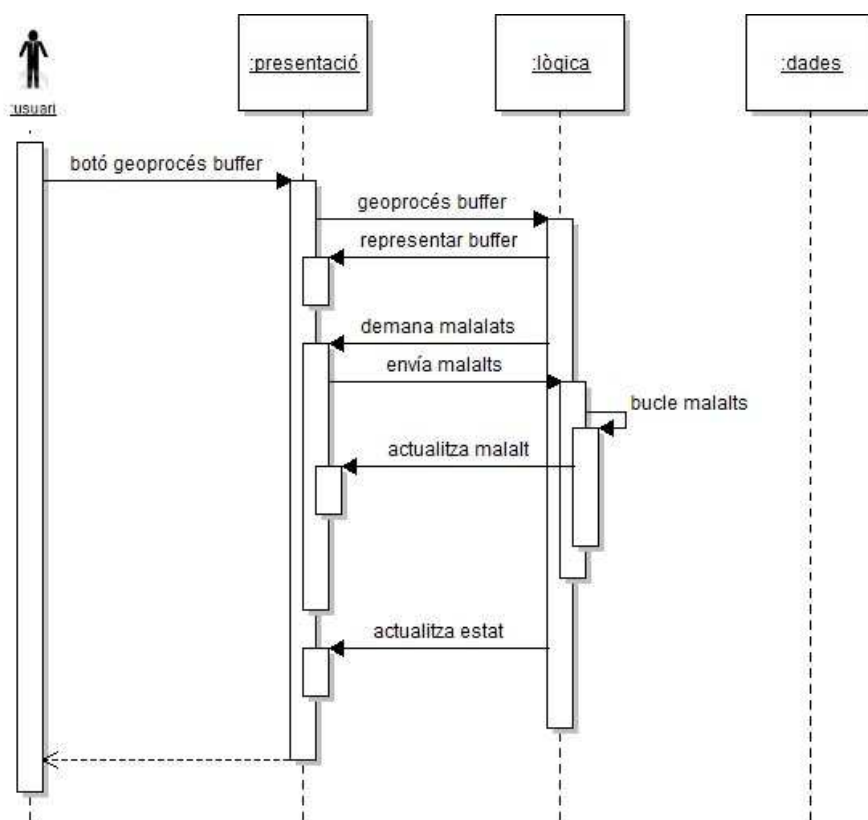 :usuari
:presentació
:lògica
:dades
botó geoprocés buffer
geoprocés buffer
representar buffer
demana malalats
envía malalts
bucle malalts
actualitza malalt
actualitza estat